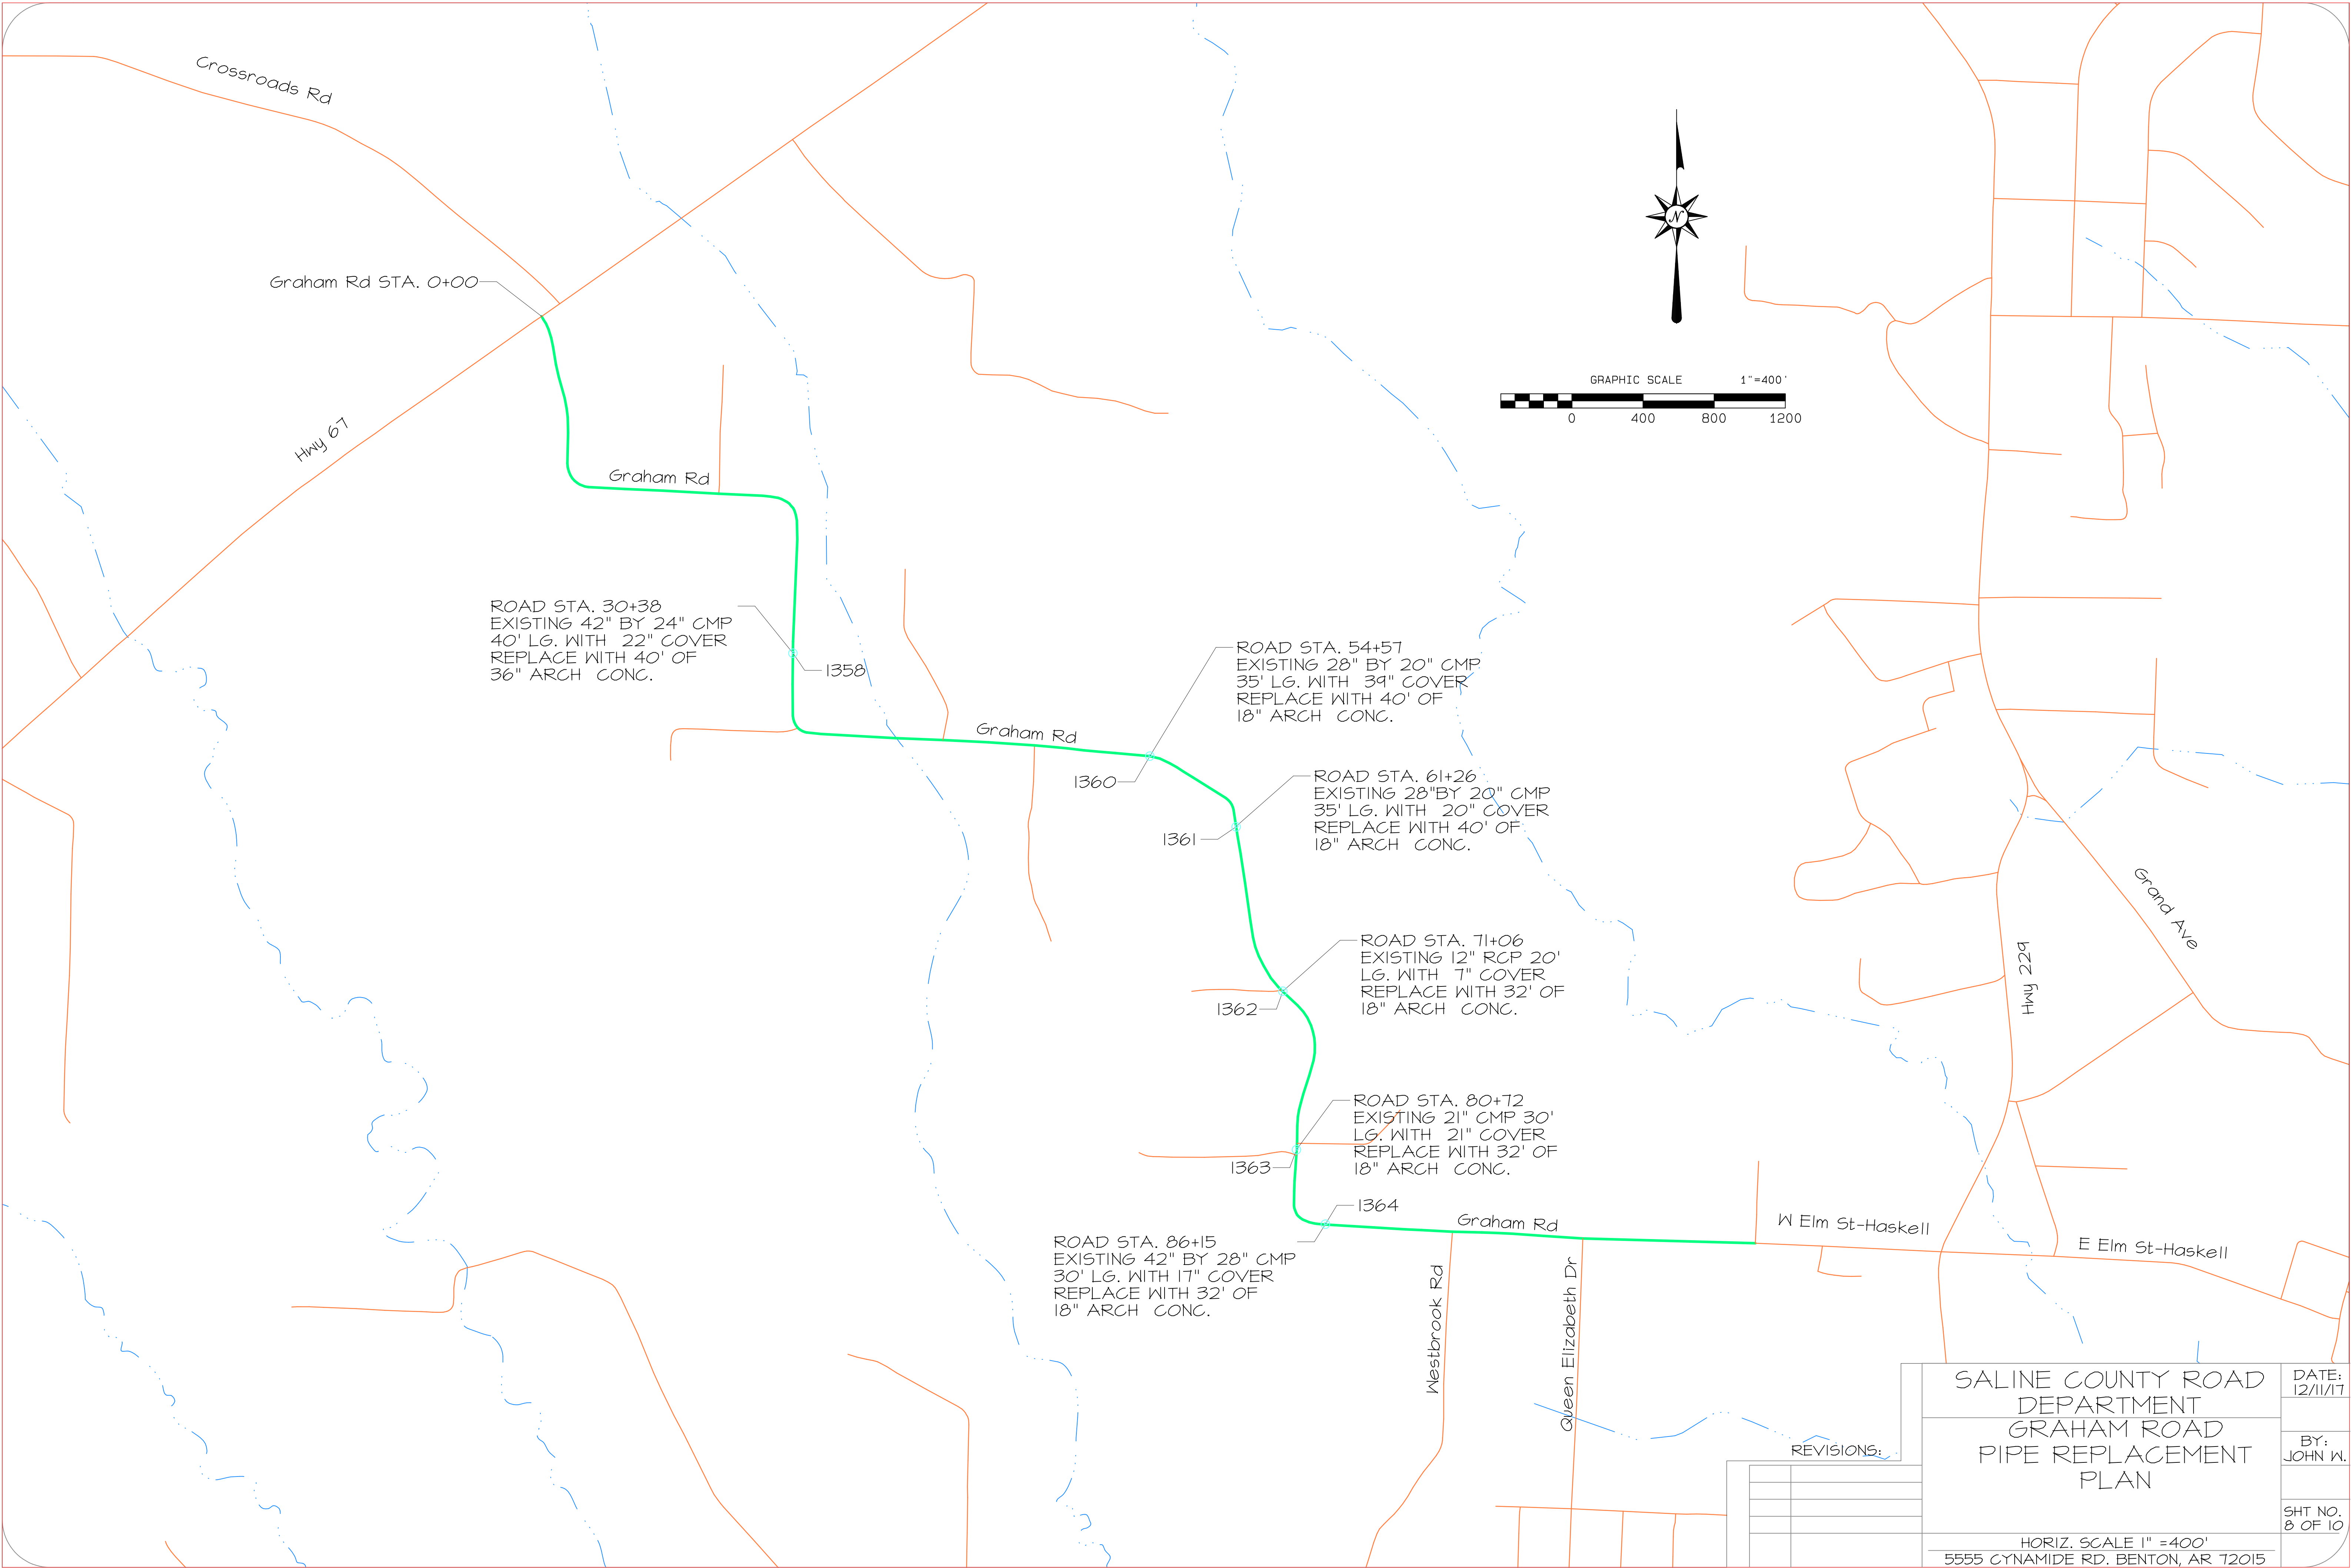 Crossroads Rd
Graham Rd STA. 0+00
Hwy 67
Graham Rd
N
GRAPHIC SCALE 1"=400'
0 400 800 1200
ROAD STA. 30+38
EXISTING 42" BY 24" CMP
40' LG. WITH 22" COVER
REPLACE WITH 40' OF
36" ARCH CONC.
1358
Graham Rd
ROAD STA. 54+57
EXISTING 28" BY 20" CMP
35' LG. WITH 39" COVER
REPLACE WITH 40' OF
18" ARCH CONC.
1360
ROAD STA. 61+26
EXISTING 28"BY 20" CMP
35' LG. WITH 20" COVER
REPLACE WITH 40' OF
18" ARCH CONC.
1361
ROAD STA. 71+06
EXISTING 12" RCP 20'
LG. WITH 7" COVER
REPLACE WITH 32' OF
18" ARCH CONC.
1362
ROAD STA. 80+72
EXISTING 21" CMP 30'
LG. WITH 21" COVER
REPLACE WITH 32' OF
18" ARCH CONC.
1363
1364
ROAD STA. 86+15
EXISTING 42" BY 28" CMP
30' LG. WITH 17" COVER
REPLACE WITH 32' OF
18" ARCH CONC.
Graham Rd
Westbrook Rd
Queen Elizabeth Dr
W Elm St-Haskell
E Elm St-Haskell
Hwy 229
Grand Ave
REVISIONS:
SALINE COUNTY ROAD
DEPARTMENT
GRAHAM ROAD
PIPE REPLACEMENT
PLAN
HORIZ. SCALE 1" =400'
5555 CYNAMIDE RD. BENTON, AR 72015
DATE:
12/11/17
BY:
JOHN W.
SHT NO.
8 OF 10